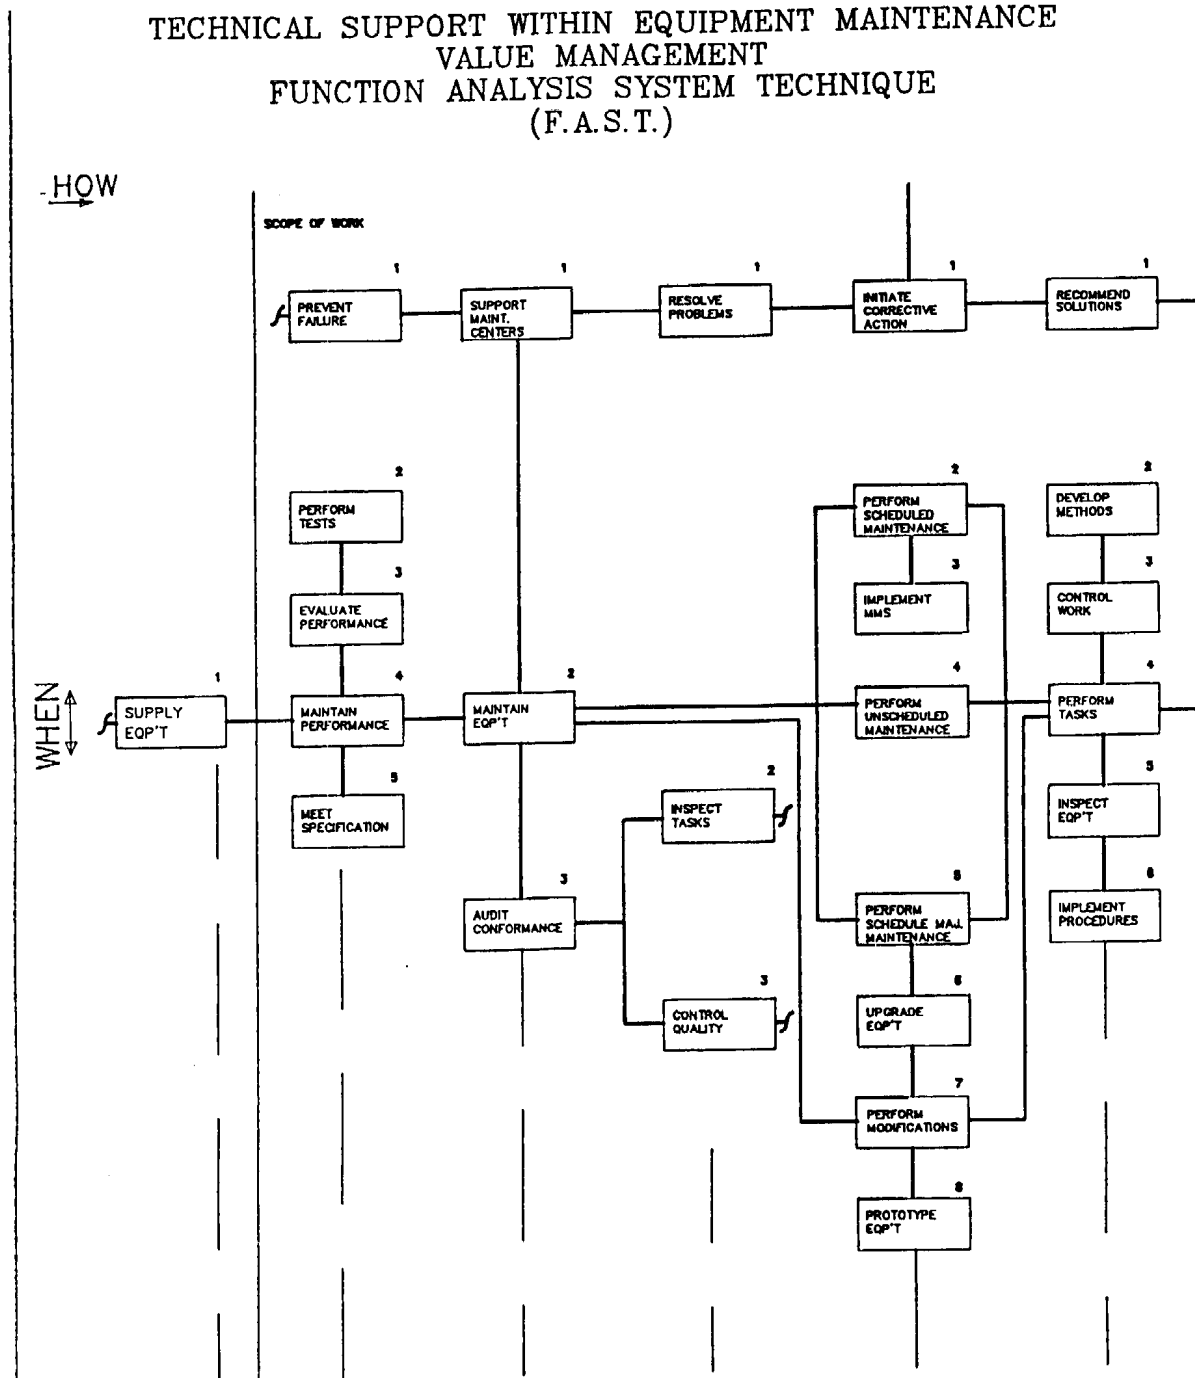 TECHNICAL SUPPORT WITHIN EQUIPMENT MAINTENANCE
VALUE MANAGEMENT
FUNCTION ANALYSIS SYSTEM TECHNIQUE
(F.A.S.T.)
HOW
SCOPE OF WORK
1
PREVENT
FAILURE
1
SUPPORT
MAINT.
CENTERS
1
RESOLVE
PROBLEMS
1
INITIATE
CORRECTIVE
ACTION
1
RECOMMEND
SOLUTIONS
2
PERFORM
TESTS
3
EVALUATE
PERFORMANCE
WHEN
1
SUPPLY
EQP'T
4
MAINTAIN
PERFORMANCE
5
MEET
SPECIFICATION
2
MAINTAIN
EQP'T
3
AUDIT
CONFORMANCE
2
INSPECT
TASKS
3
CONTROL
QUALITY
2
PERFORM
SCHEDULED
MAINTENANCE
3
IMPLEMENT
MMS
4
PERFORM
UNSCHEDULED
MAINTENANCE
5
PERFORM
SCHEDULE MAJ.
MAINTENANCE
6
UPGRADE
EQP'T
7
PERFORM
MODIFICATIONS
8
PROTOTYPE
EQP'T
2
DEVELOP
METHODS
3
CONTROL
WORK
4
PERFORM
TASKS
5
INSPECT
EQP'T
6
IMPLEMENT
PROCEDURES